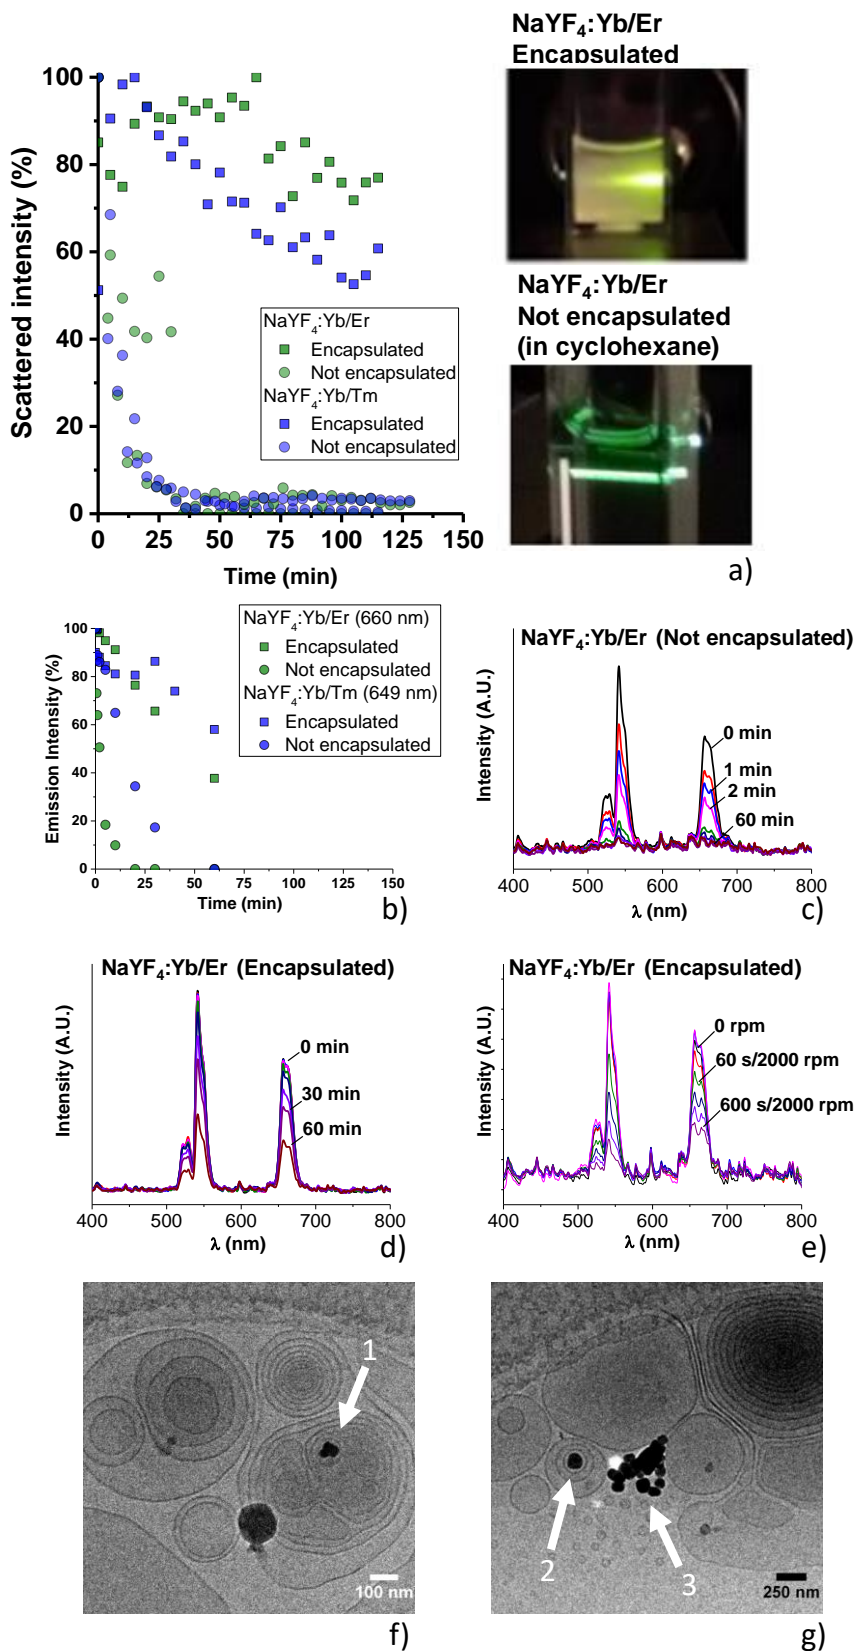 NaYF4:Yb/Er
Encapsulated
100
80
60
40
20
0
Scattered intensity (%)
NaYF4:Yb/Er
Encapsulated
Not encapsulated
NaYF4:Yb/Tm
Encapsulated
Not encapsulated
0 25 50 75 100 125 150
Time (min)
NaYF4:Yb/Er
Not encapsulated
(in cyclohexane)
a)
100
80
60
40
20
0
Emission Intensity (%)
NaYF4:Yb/Er (660 nm)
Encapsulated
Not encapsulated
NaYF4:Yb/Tm (649 nm)
Encapsulated
Not encapsulated
0 25 50 75 100 125 150
Time (min)
b)
NaYF4:Yb/Er (Not encapsulated)
Intensity (A.U.)
0 min
1 min
2 min
60 min
400 500 600 700 800
λ (nm)
c)
NaYF4:Yb/Er (Encapsulated)
Intensity (A.U.)
0 min
30 min
60 min
400 500 600 700 800
λ (nm)
d)
NaYF4:Yb/Er (Encapsulated)
Intensity (A.U.)
0 rpm
60 s/2000 rpm
600 s/2000 rpm
400 500 600 700 800
λ (nm)
e)
1
100 nm
f)
2
3
250 nm
g)